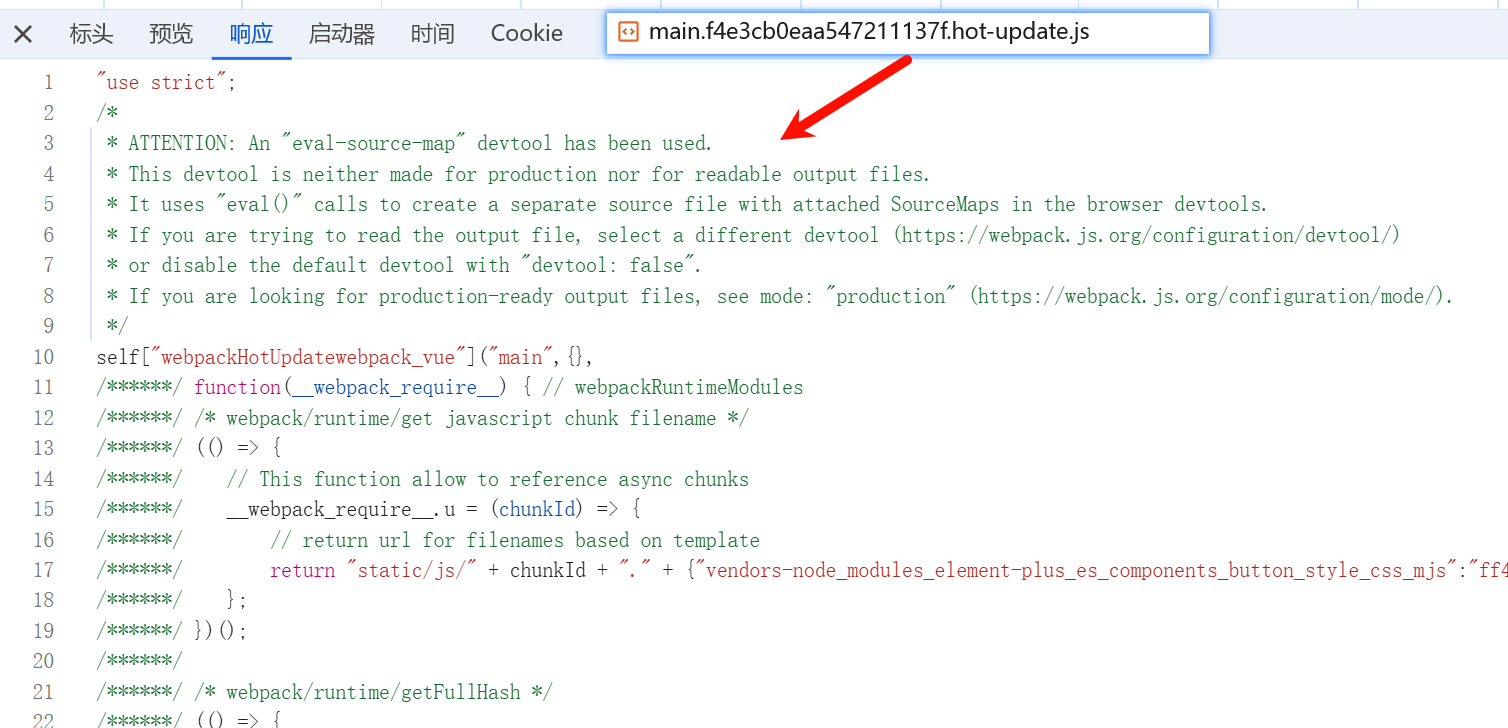 标头 预览 响应 启动器 时间 Cookie main.f4e3cb0eaa547211137f.hot-update.js
1 "use strict";
2 /*
3  * ATTENTION: An "eval-source-map" devtool has been used.
4  * This devtool is neither made for production nor for readable output files.
5  * It uses "eval()" calls to create a separate source file with attached SourceMaps in the browser devtools.
6  * If you are trying to read the output file, select a different devtool (https://webpack.js.org/configuration/devtool/)
7  * or disable the default devtool with "devtool: false".
8  * If you are looking for production-ready output files, see mode: "production" (https://webpack.js.org/configuration/mode/).
9  */
10 self["webpackHotUpdatewebpack_vue"]("main",{},
11 /******/ function(__webpack_require__) { // webpackRuntimeModules
12 /******/ /* webpack/runtime/get javascript chunk filename */
13 /******/ (() => {
14 /******/    // This function allow to reference async chunks
15 /******/    __webpack_require__.u = (chunkId) => {
16 /******/        // return url for filenames based on template
17 /******/        return "static/js/" + chunkId + "." + {"vendors-node_modules_element-plus_es_components_button_style_css_mjs":"ff4
18 /******/    };
19 /******/ })();
20 /******/
21 /******/ /* webpack/runtime/getFullHash */
22 /******/ (() => {